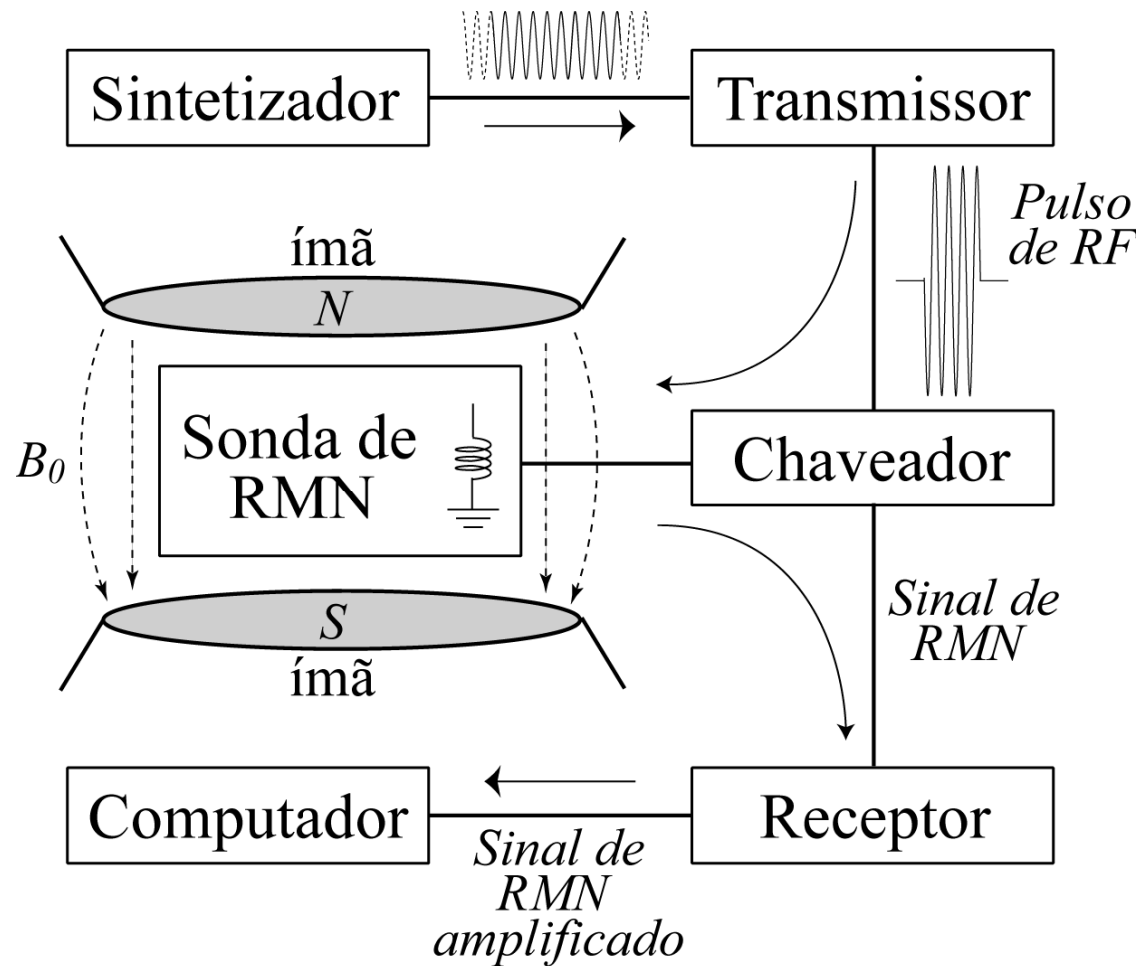 Sintetizador
Transmissor
Pulso
de RF
ímã
N
Sonda de
RMN
B0
Chaveador
S
ímã
Sinal de
RMN
Computador
Receptor
Sinal de
RMN
amplificado